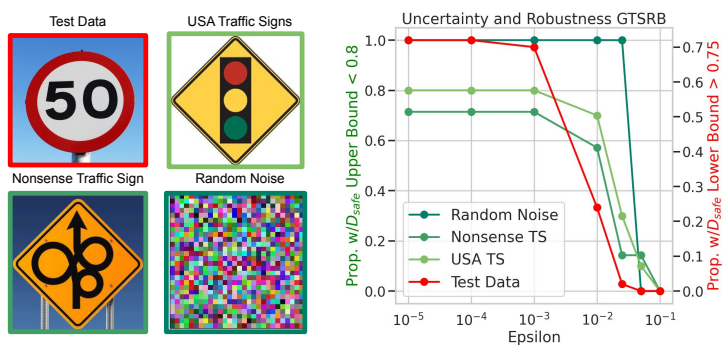 Test Data
USA Traffic Signs
50
Nonsense Traffic Sign
Random Noise
Uncertainty and Robustness GTSRB
Prop. w/D_safe Upper Bound < 0.8
1.0
0.8
0.6
0.4
0.2
0.0
Random Noise
Nonsense TS
USA TS
Test Data
0.7
0.6
0.5
0.4
0.3
0.2
0.1
0.0
Prop. w/D_safe Lower Bound > 0.75
10⁻⁵
10⁻⁴
10⁻³
10⁻²
10⁻¹
Epsilon